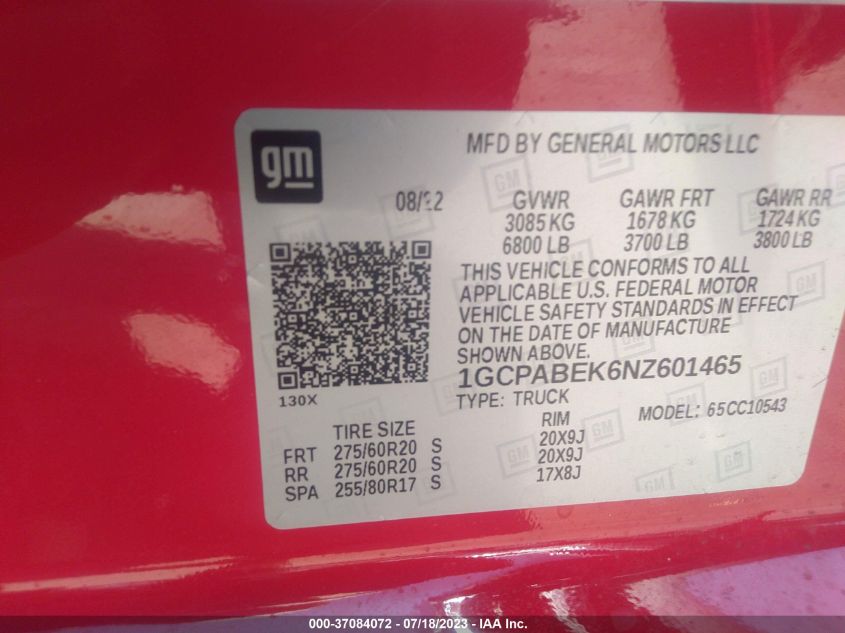 gm
MFD BY GENERAL MOTORS LLC
08/22 GVWR GAWR FRT GAWR RR
3085 KG 1678 KG 1724 KG
6800 LB 3700 LB 3800 LB
THIS VEHICLE CONFORMS TO ALL
APPLICABLE U.S. FEDERAL MOTOR
VEHICLE SAFETY STANDARDS IN EFFECT
ON THE DATE OF MANUFACTURE
SHOWN ABOVE.
1GCPABEK6NZ601465
130X TYPE: TRUCK MODEL: 65CC10543
TIRE SIZE RIM
FRT 275/60R20 S 20X9J
RR 275/60R20 S 20X9J
SPA 255/80R17 S 17X8J
000-37084072 - 07/18/2023 - IAA Inc.